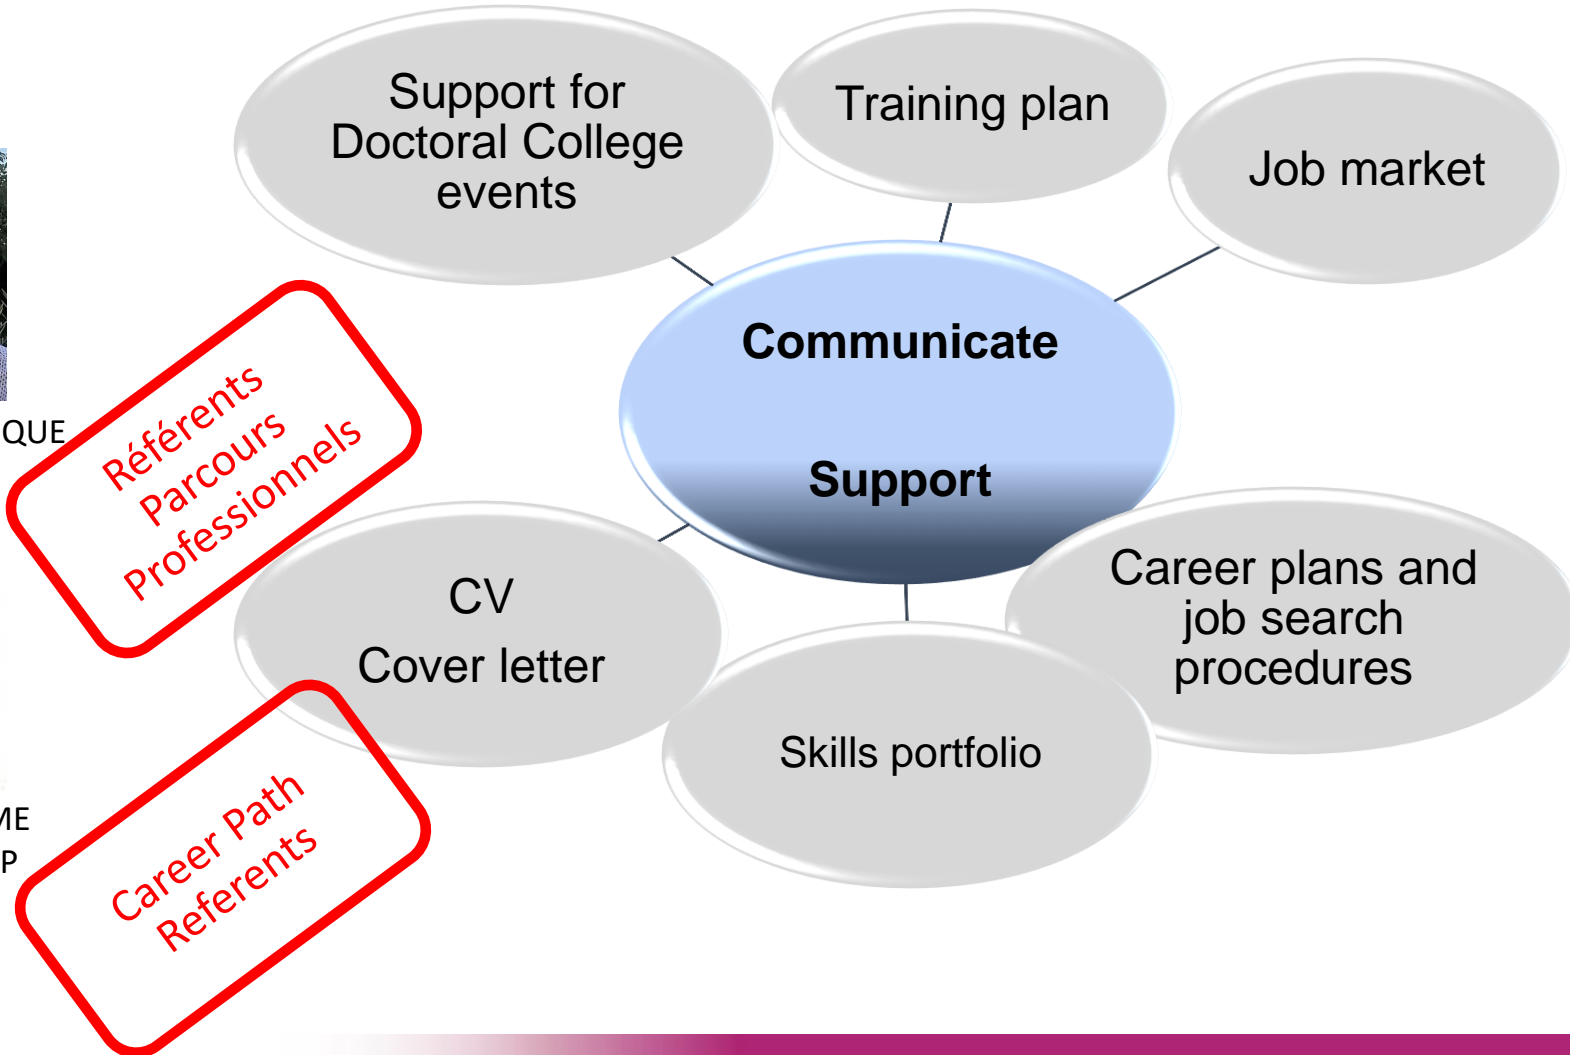 Support for
Doctoral College
events
Training plan
Job market
Communicate
Support
QUE
Référents
Parcours
Professionnels
CV
Cover letter
Career plans and
job search
procedures
Skills portfolio
ME
P
Career Path
Referents